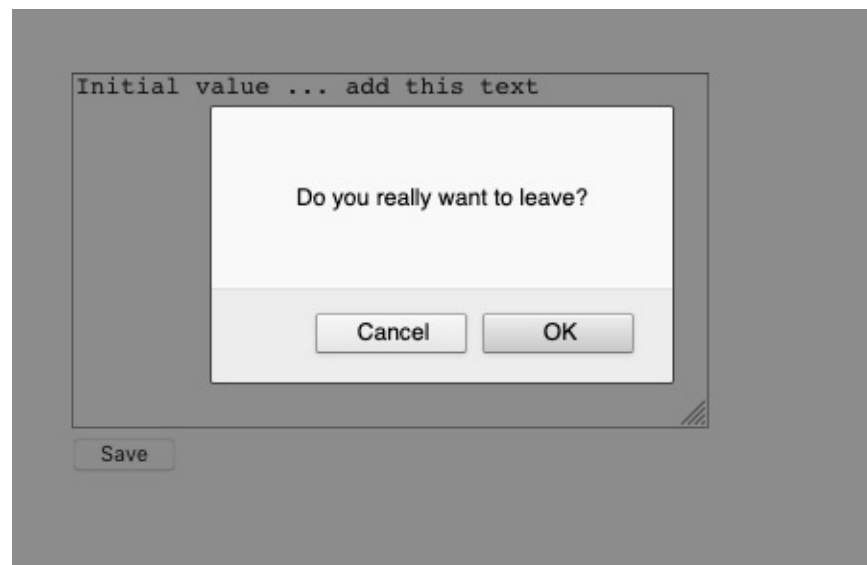 Initial value ... add this text
Do you really want to leave?
Cancel OK
Save